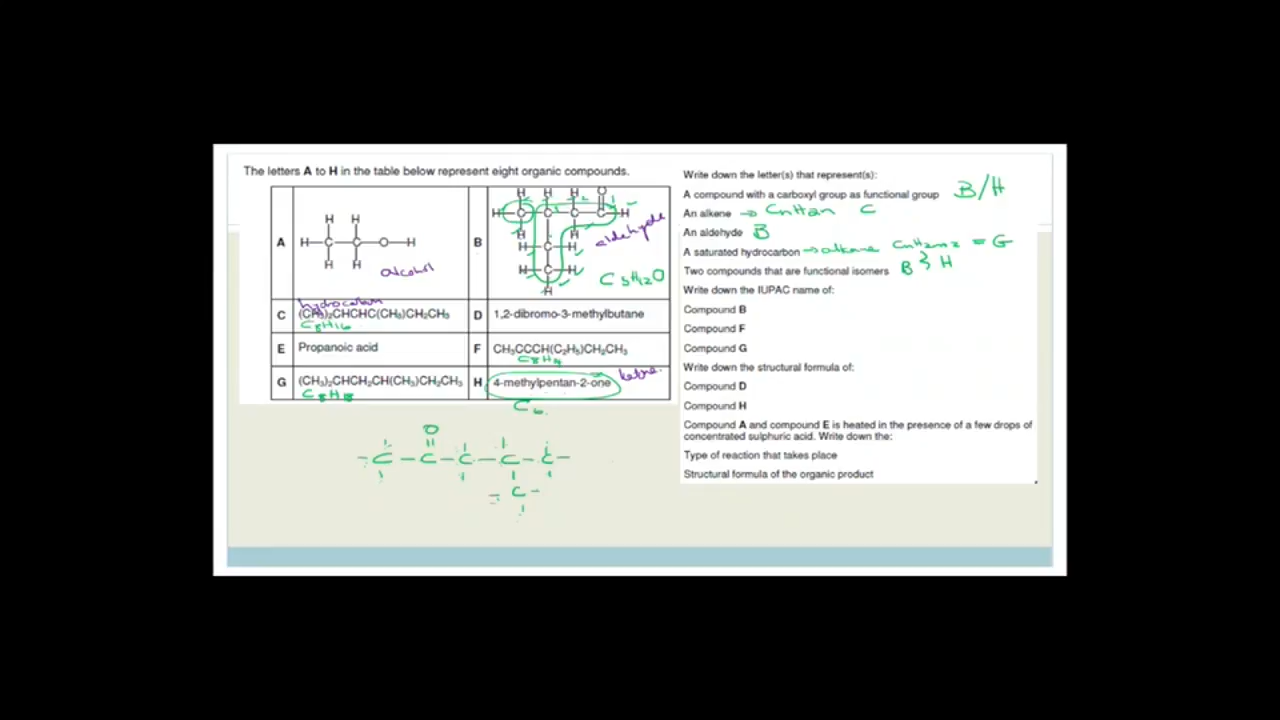 The letters A to H in the table below represent eight organic compounds.
A
H H
H—C—C—O—H
H H
alcohol
B
H H H O
H—C—C—C—C—H
H H
H—C—H
H—C—H
H
aldehyde
hydrocarbon
C (CH₃)₂CHCHC(CH₃)CH₂CH₃
C₈H₁₆
D 1,2-dibromo-3-methylbutane
E Propanoic acid
F CH₃CCCH(C₂H₅)CH₂CH₃
G (CH₃)₂CHCH₂CH(CH₃)CH₂CH₃
C₈H₁₈
H 4-methylpentan-2-one
ketone
C₆
O
C — C — C — C — C
C
Write down the letter(s) that represent(s):
A compound with a carboxyl group as functional group B/H
An alkene → CnH2n C
An aldehyde B
A saturated hydrocarbon → alkane CnH2n+2 = G
Two compounds that are functional isomers B } H
Write down the IUPAC name of:
Compound B
Compound F
Compound G
Write down the structural formula of:
Compound D
Compound H
Compound A and compound E is heated in the presence of a few drops of
concentrated sulphuric acid. Write down the:
Type of reaction that takes place
Structural formula of the organic product